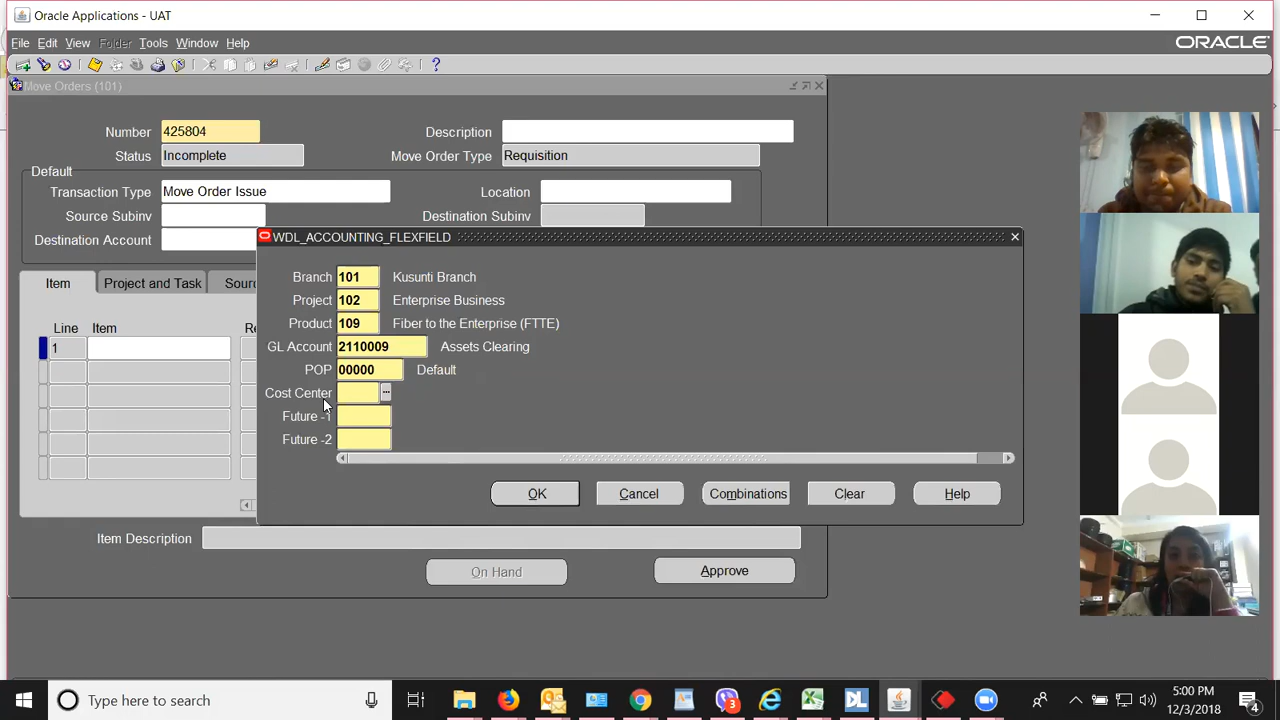 Oracle Applications - UAT
File Edit View Folder Tools Window Help
ORACLE
Move Orders (101)
Number 425804 Description
Status Incomplete Move Order Type Requisition
Default
Transaction Type Move Order Issue Location
Source Subinv Destination Subinv
Destination Account
WDL_ACCOUNTING_FLEXFIELD
Branch 101 Kusunti Branch
Project 102 Enterprise Business
Product 109 Fiber to the Enterprise (FTTE)
GL Account 2110009 Assets Clearing
POP 00000 Default
Cost Center
Future -1
Future -2
OK Cancel Combinations Clear Help
Item Project and Task Sour
Line Item Re
1
Item Description
On Hand Approve
Type here to search
3
DL
5:00 PM
12/3/2018
4